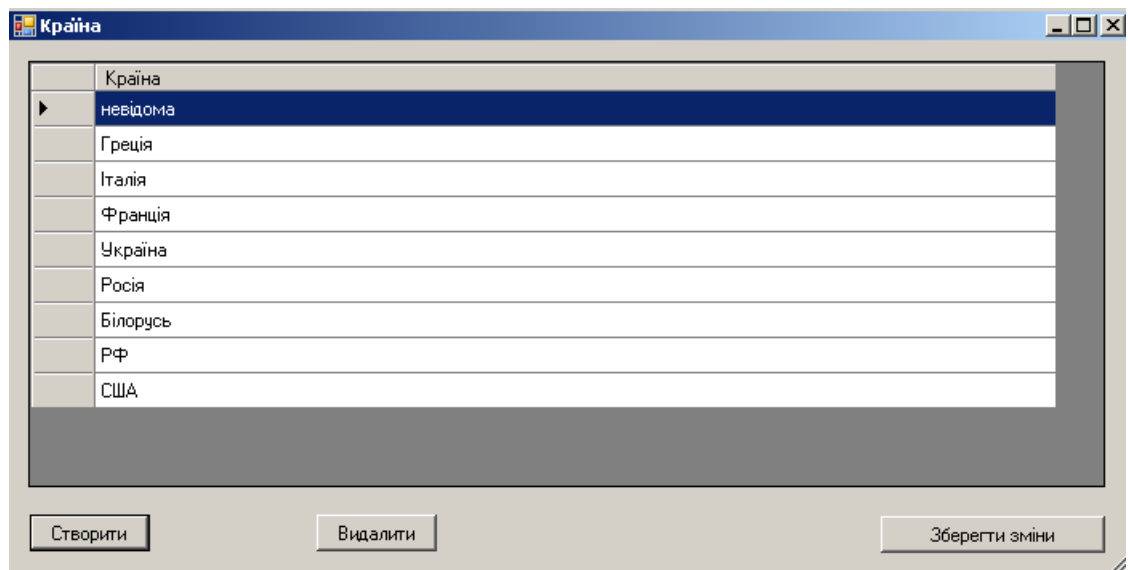 Країна
Країна
невідома
Греція
Італія
Франція
Україна
Росія
Білорусь
РФ
США
Створити Видалити Зберегти зміни